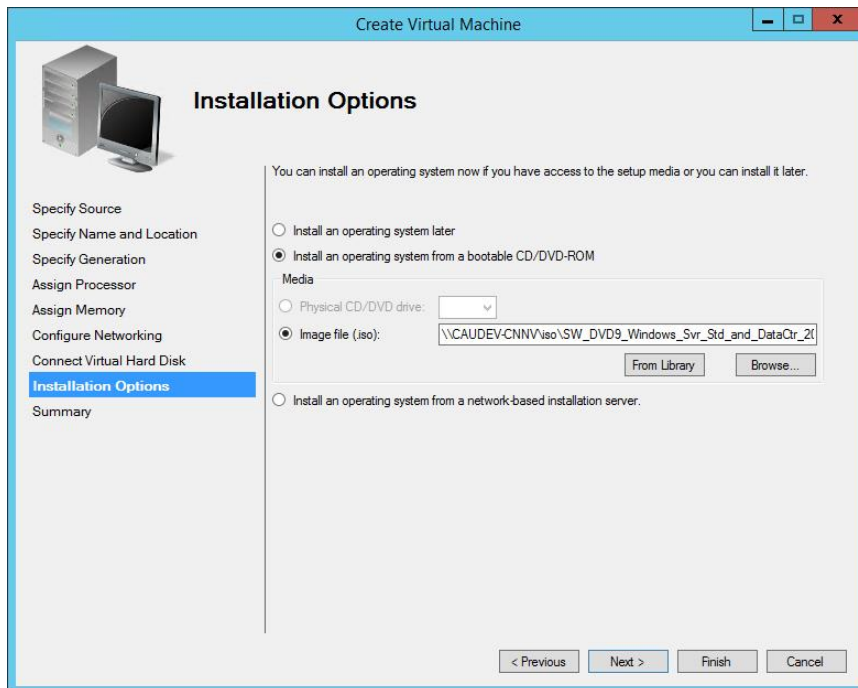 Create Virtual Machine
Installation Options
You can install an operating system now if you have access to the setup media or you can install it later.
Specify Source
Specify Name and Location
Specify Generation
Assign Processor
Assign Memory
Configure Networking
Connect Virtual Hard Disk
Installation Options
Summary
Install an operating system later
Install an operating system from a bootable CD/DVD-ROM
Media
Physical CD/DVD drive:
Image file (.iso): \\CAUDEV-CNNV\iso\SW_DVD9_Windows_Svr_Std_and_DataCtr_2(
From Library Browse...
Install an operating system from a network-based installation server.
< Previous Next > Finish Cancel